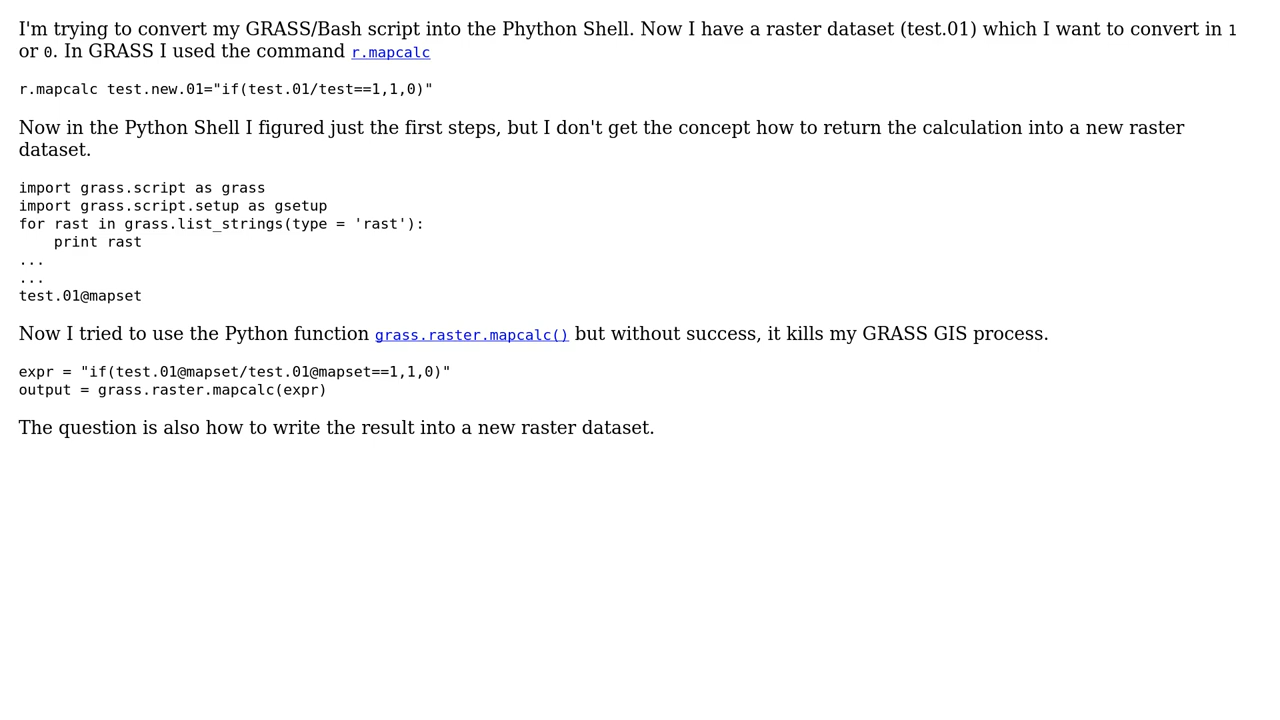 I'm trying to convert my GRASS/Bash script into the Phython Shell. Now I have a raster dataset (test.01) which I want to convert in 1
or 0. In GRASS I used the command r.mapcalc
r.mapcalc test.new.01="if(test.01/test==1,1,0)"
Now in the Python Shell I figured just the first steps, but I don't get the concept how to return the calculation into a new raster
dataset.
import grass.script as grass
import grass.script.setup as gsetup
for rast in grass.list_strings(type = 'rast'):
    print rast
...
...
test.01@mapset
Now I tried to use the Python function grass.raster.mapcalc() but without success, it kills my GRASS GIS process.
expr = "if(test.01@mapset/test.01@mapset==1,1,0)"
output = grass.raster.mapcalc(expr)
The question is also how to write the result into a new raster dataset.